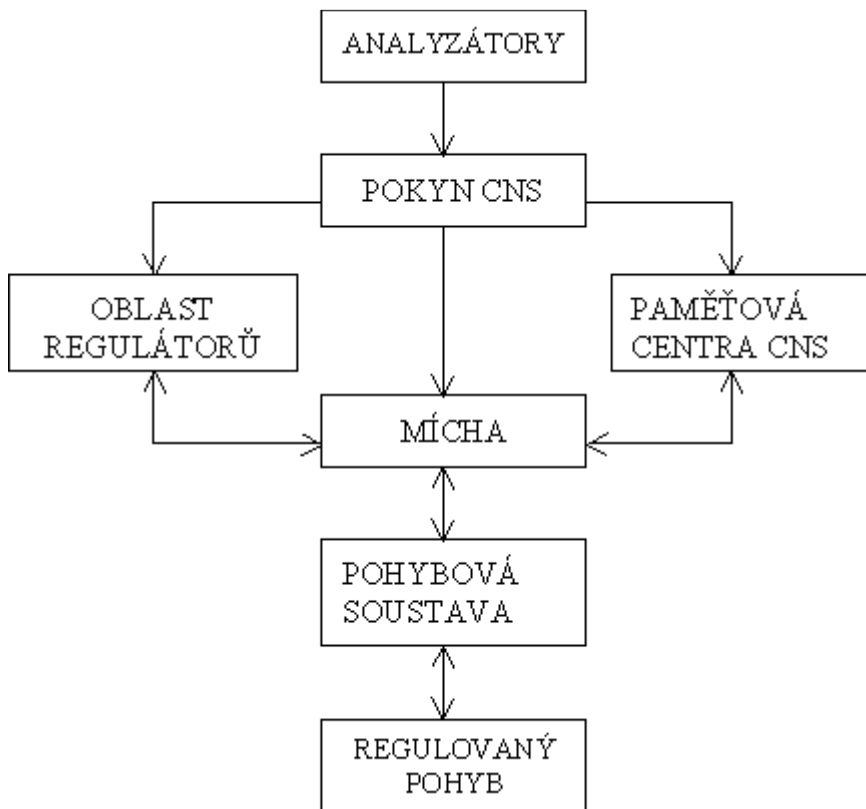 ANALYZÁTORY
POKYN CNS
OBLAST
REGULÁTORŮ
PAMĚŤOVÁ
CENTRA CNS
MÍCHA
POHYBOVÁ
SOUSTAVA
REGULOVANÝ
POHYB